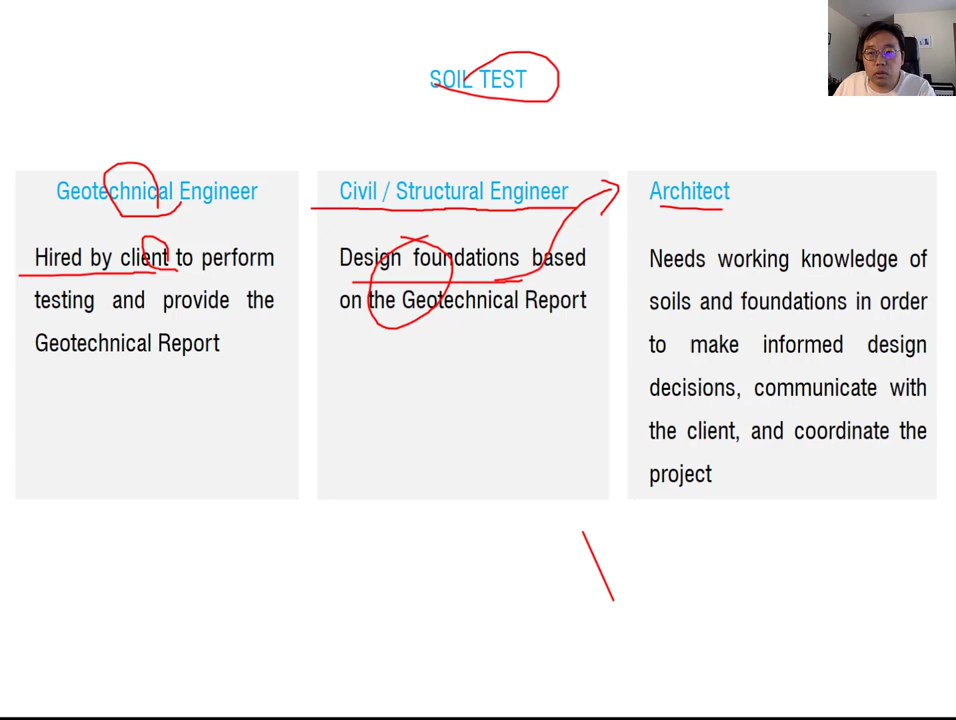 SOIL TEST
Geotechnical Engineer
Hired by client to perform
testing and provide the
Geotechnical Report
Civil / Structural Engineer
Design foundations based
on the Geotechnical Report
Architect
Needs working knowledge of
soils and foundations in order
to make informed design
decisions, communicate with
the client, and coordinate the
project